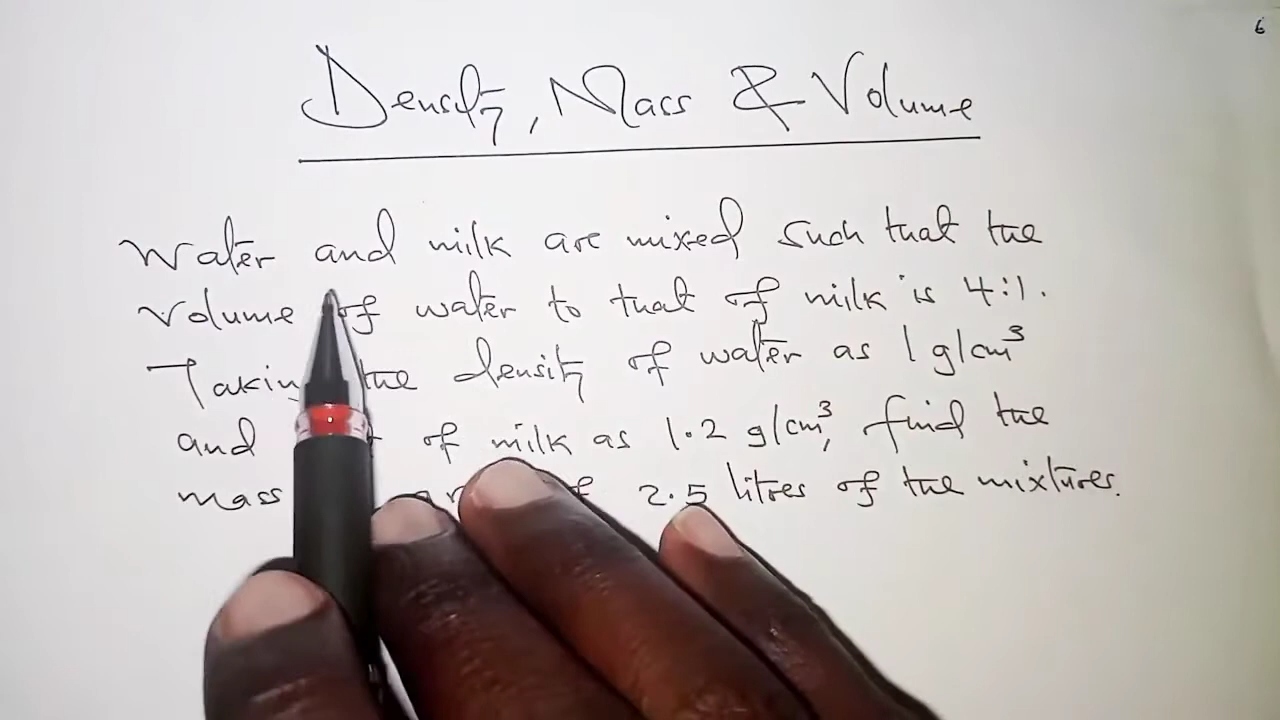 6
Density, Mass & Volume
Water and milk are mixed such that the
volume of water to that of milk is 4:1.
Taking the density of water as 1 g/cm³
and of milk as 1.2 g/cm³, find the
mass 2.5 litres of the mixtures.